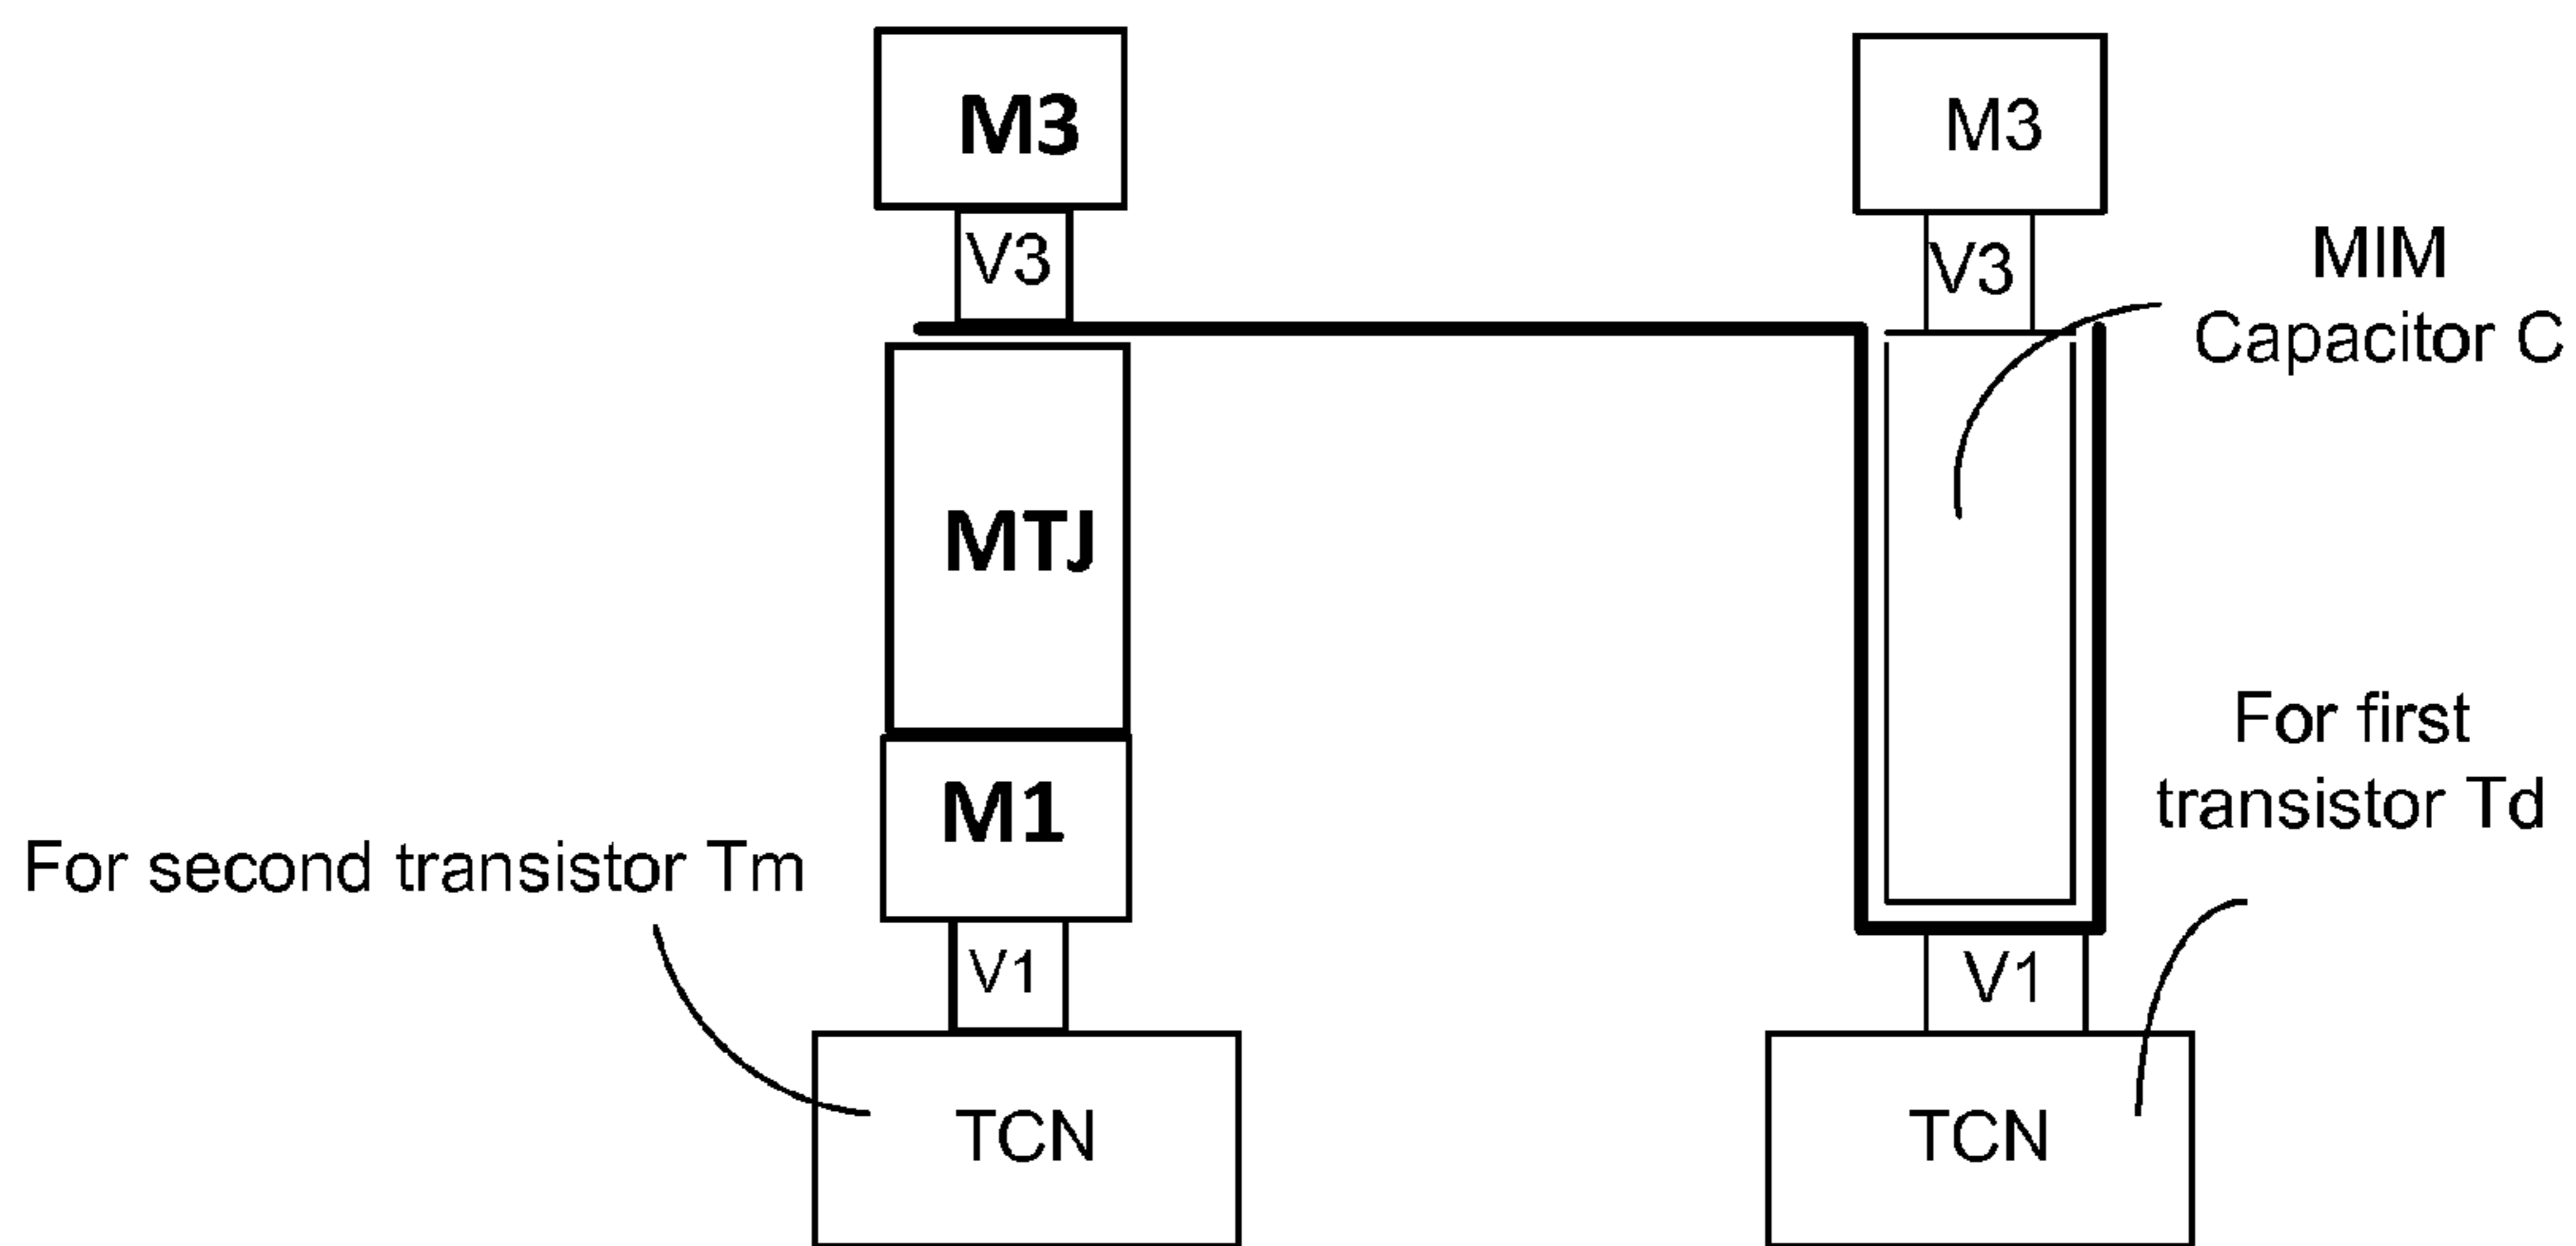 M3
M3
V3
V3
MIM
Capacitor C
MTJ
For first
transistor Td
M1
For second transistor Tm
V1
V1
TCN
TCN